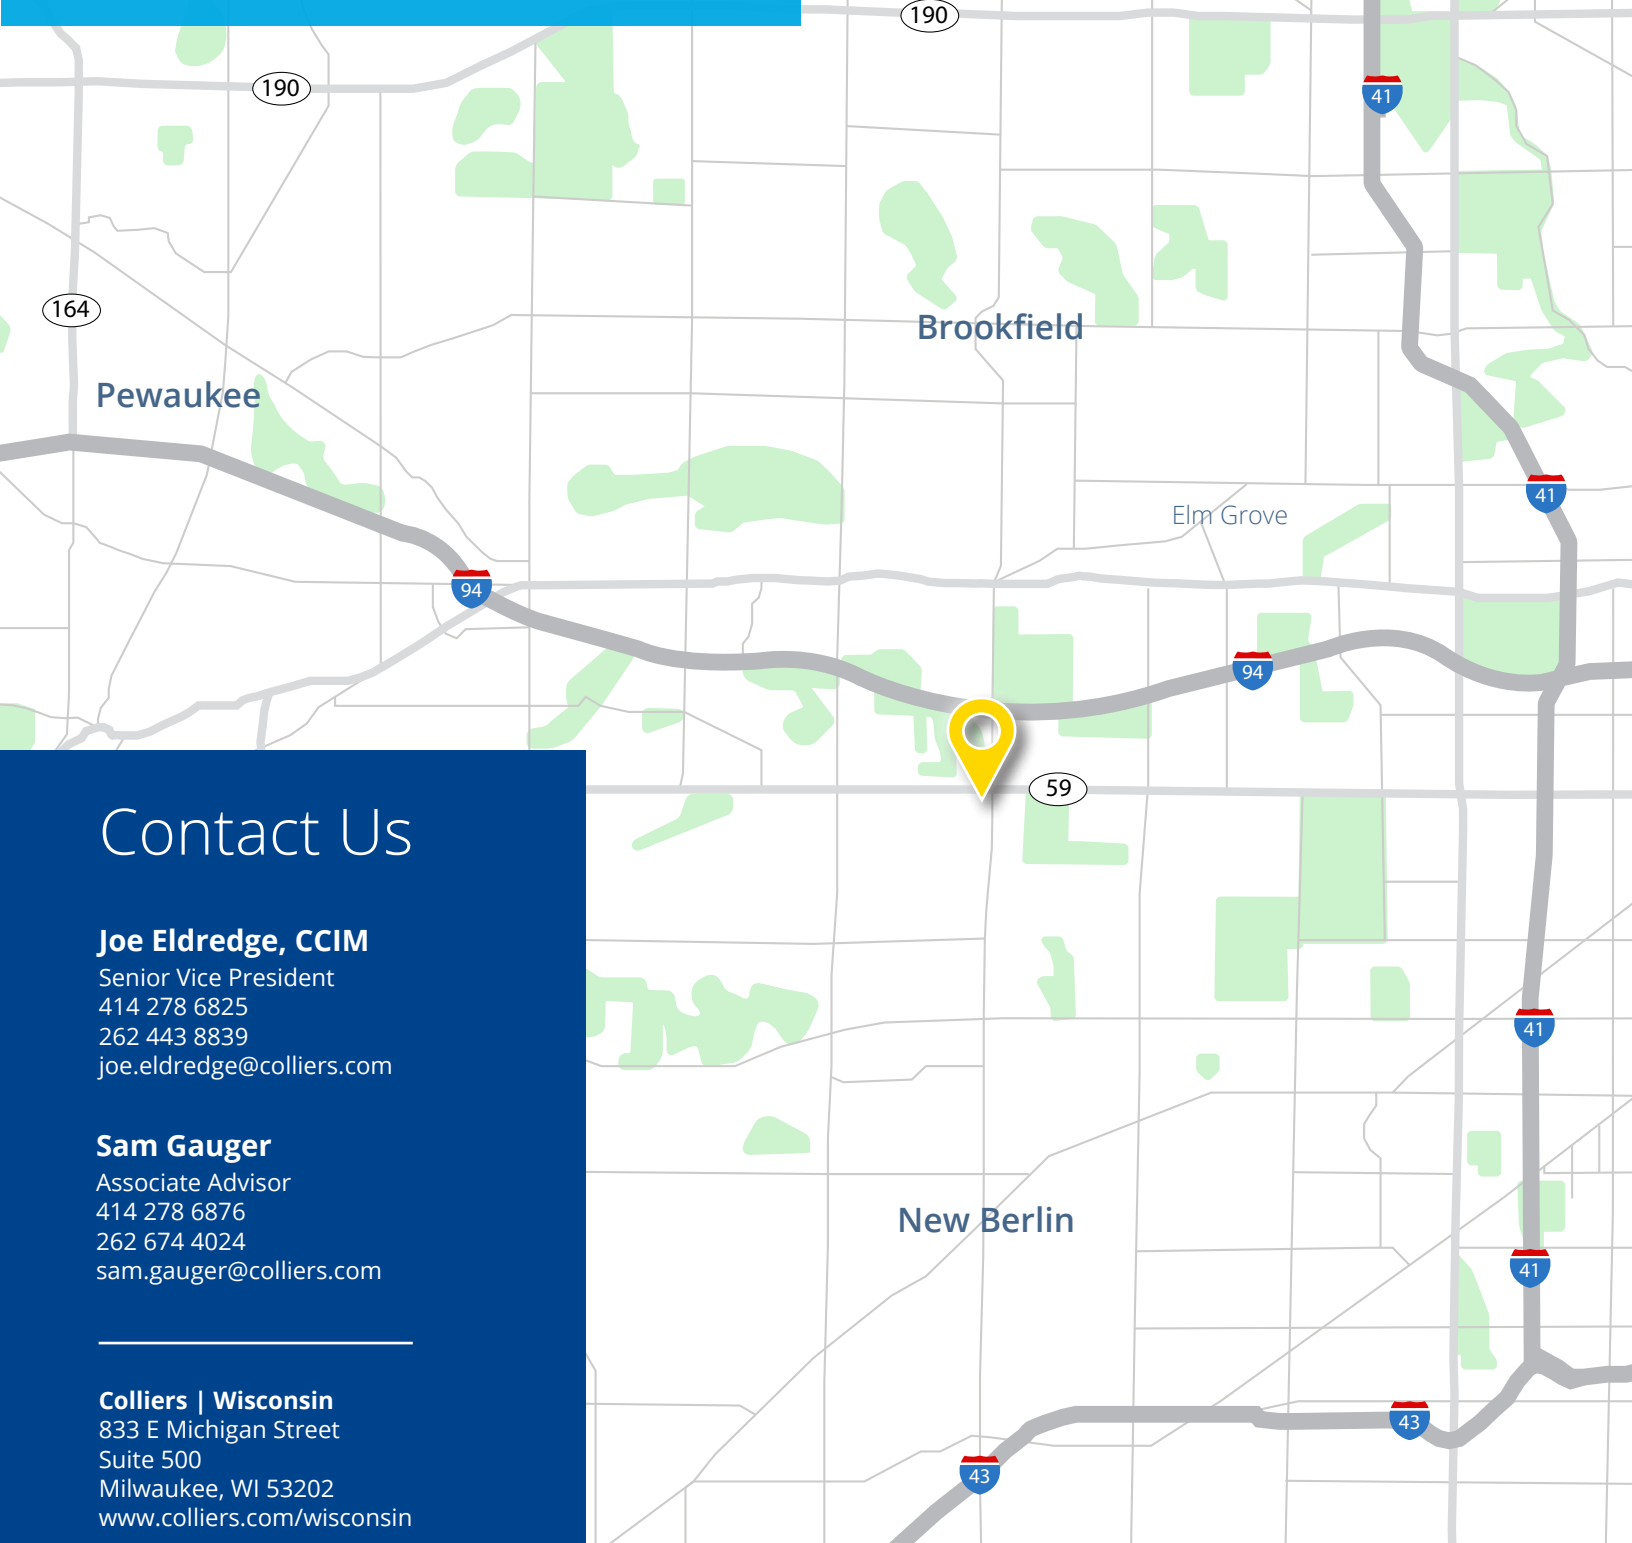 190
190
41
164
Brookfield
Pewaukee
41
Elm Grove
94
94
59
Contact Us
Joe Eldredge, CCIM
Senior Vice President
414 278 6825
262 443 8839
joe.eldredge@colliers.com
Sam Gauger
Associate Advisor
414 278 6876
262 674 4024
sam.gauger@colliers.com
Colliers | Wisconsin
833 E Michigan Street
Suite 500
Milwaukee, WI 53202
www.colliers.com/wisconsin
41
New Berlin
41
43
43